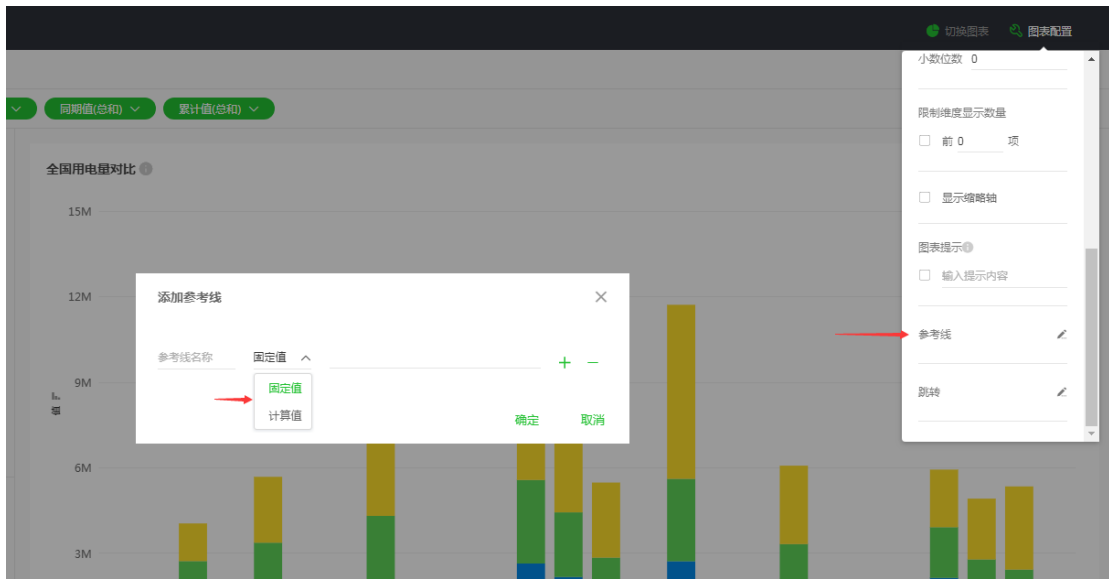 切换图表
图表配置
小数位数 0
同期值(总和)
累计值(总和)
限制维度显示数量
前 0 项
全国用电量对比
显示缩略轴
15M
图表提示
输入提示内容
添加参考线
12M
参考线
参考线名称
固定值
9M
固定值
跳转
计算值
确定
取消
6M
3M